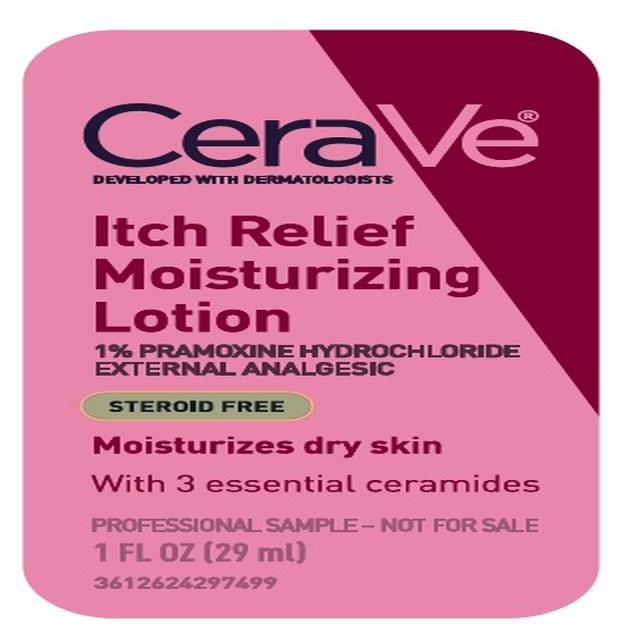 CeraVe®
DEVELOPED WITH DERMATOLOGISTS
Itch Relief
Moisturizing
Lotion
1% PRAMOXINE HYDROCHLORIDE
EXTERNAL ANALGESIC
STEROID FREE
Moisturizes dry skin
With 3 essential ceramides
PROFESSIONAL SAMPLE – NOT FOR SALE
1 FL OZ (29 ml)
3612624297499